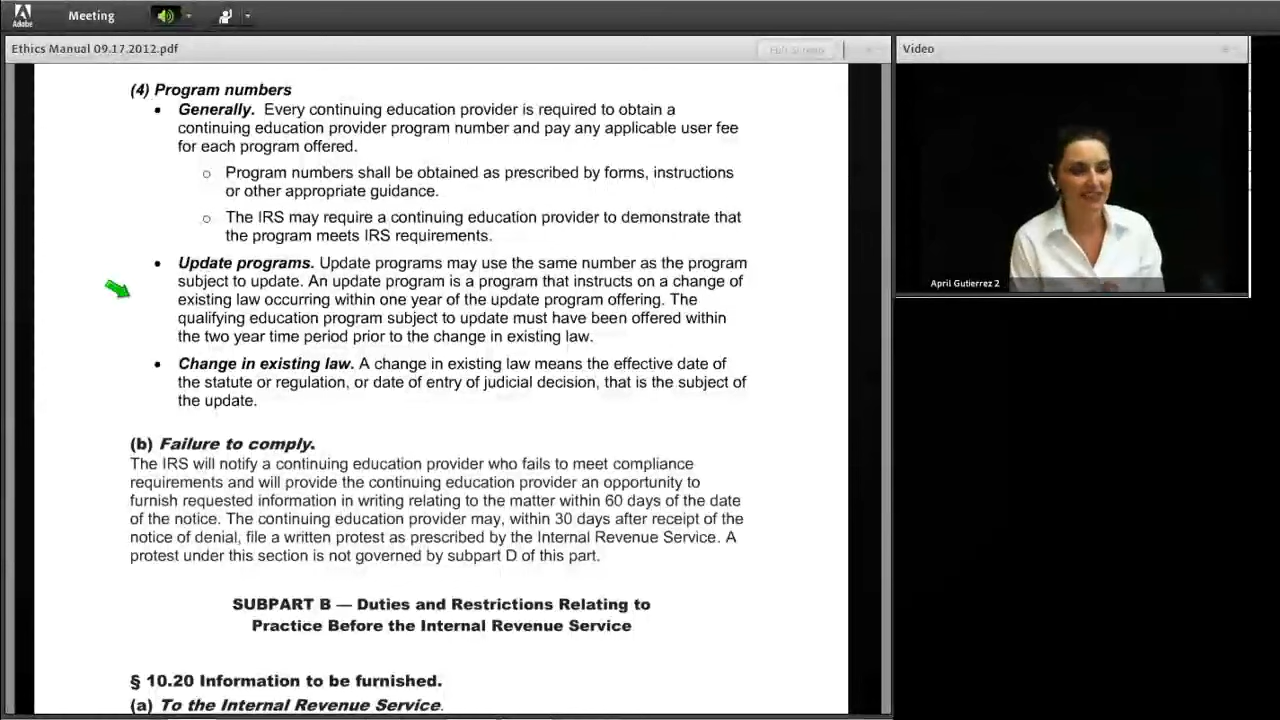 Adobe
Meeting
Ethics Manual 09.17.2012.pdf
Full Screen
Video
(4) Program numbers
• Generally. Every continuing education provider is required to obtain a
continuing education provider program number and pay any applicable user fee
for each program offered.
○ Program numbers shall be obtained as prescribed by forms, instructions
or other appropriate guidance.
○ The IRS may require a continuing education provider to demonstrate that
the program meets IRS requirements.
• Update programs. Update programs may use the same number as the program
subject to update. An update program is a program that instructs on a change of
existing law occurring within one year of the update program offering. The
qualifying education program subject to update must have been offered within
the two year time period prior to the change in existing law.
• Change in existing law. A change in existing law means the effective date of
the statute or regulation, or date of entry of judicial decision, that is the subject of
the update.
(b) Failure to comply.
The IRS will notify a continuing education provider who fails to meet compliance
requirements and will provide the continuing education provider an opportunity to
furnish requested information in writing relating to the matter within 60 days of the date
of the notice. The continuing education provider may, within 30 days after receipt of the
notice of denial, file a written protest as prescribed by the Internal Revenue Service. A
protest under this section is not governed by subpart D of this part.
SUBPART B — Duties and Restrictions Relating to
Practice Before the Internal Revenue Service
§ 10.20 Information to be furnished.
(a) To the Internal Revenue Service.
April Gutierrez 2